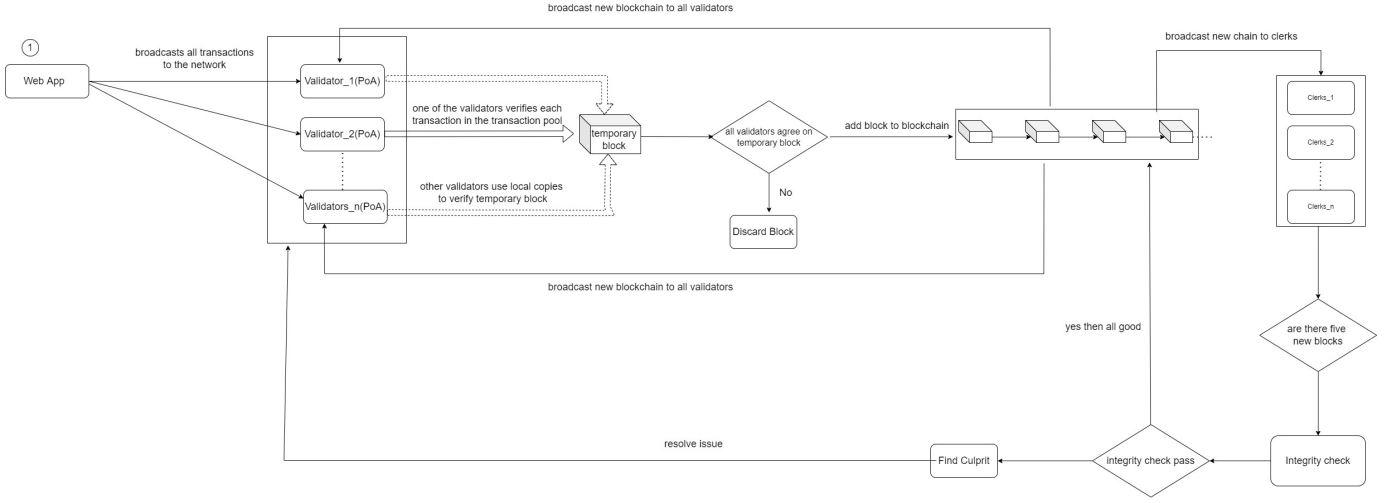 broadcast new blockchain to all validators
1
broadcasts all transactions
to the network
broadcast new chain to clerks
Web App
Validator_1(PoA)
Clerks_1
one of the validators verifies each
transaction in the transaction pool
Validator_2(PoA)
temporary
block
all validators agree on
temporary block
add block to blockchain
Clerks_2
other validators use local copies
to verify temporary block
Validators_n(PoA)
No
Clerks_n
Discard Block
broadcast new blockchain to all validators
yes then all good
are there five
new blocks
resolve issue
Find Culprit
integrity check pass
Integrity check